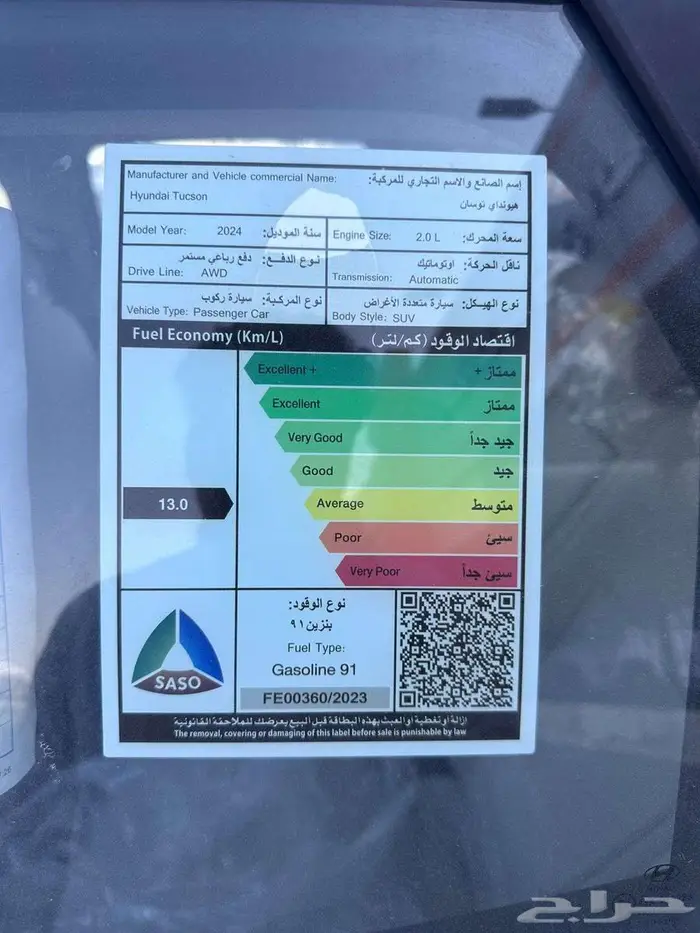 Manufacturer and Vehicle commercial Name: إسم الصانع والاسم التجاري للمركبة:
Hyundai Tucson هيونداي توسان
Model Year: 2024 سنة الموديل: Engine Size: 2.0 L سعة المحرك:
نوع الدفع: دفع رباعي مستمر ناقل الحركة: اوتوماتيك
Drive Line: AWD Transmission: Automatic
نوع المركبة: سيارة ركوب نوع الهيكل: سيارة متعددة الأغراض
Vehicle Type: Passenger Car Body Style: SUV
Fuel Economy (Km/L) اقتصاد الوقود (كم/لتر)
Excellent + ممتاز +
Excellent ممتاز
Very Good جيد جداً
Good جيد
13.0 Average متوسط
Poor سيئ
Very Poor سيئ جداً
نوع الوقود:
بنزين ٩١
Fuel Type:
Gasoline 91
SASO
FE00360/2023
إزالة أو تغطية أو العبث بهذه البطاقة قبل البيع يعرضك للملاحقة القانونية
The removal, covering or damaging of this label before sale is punishable by law
حراج